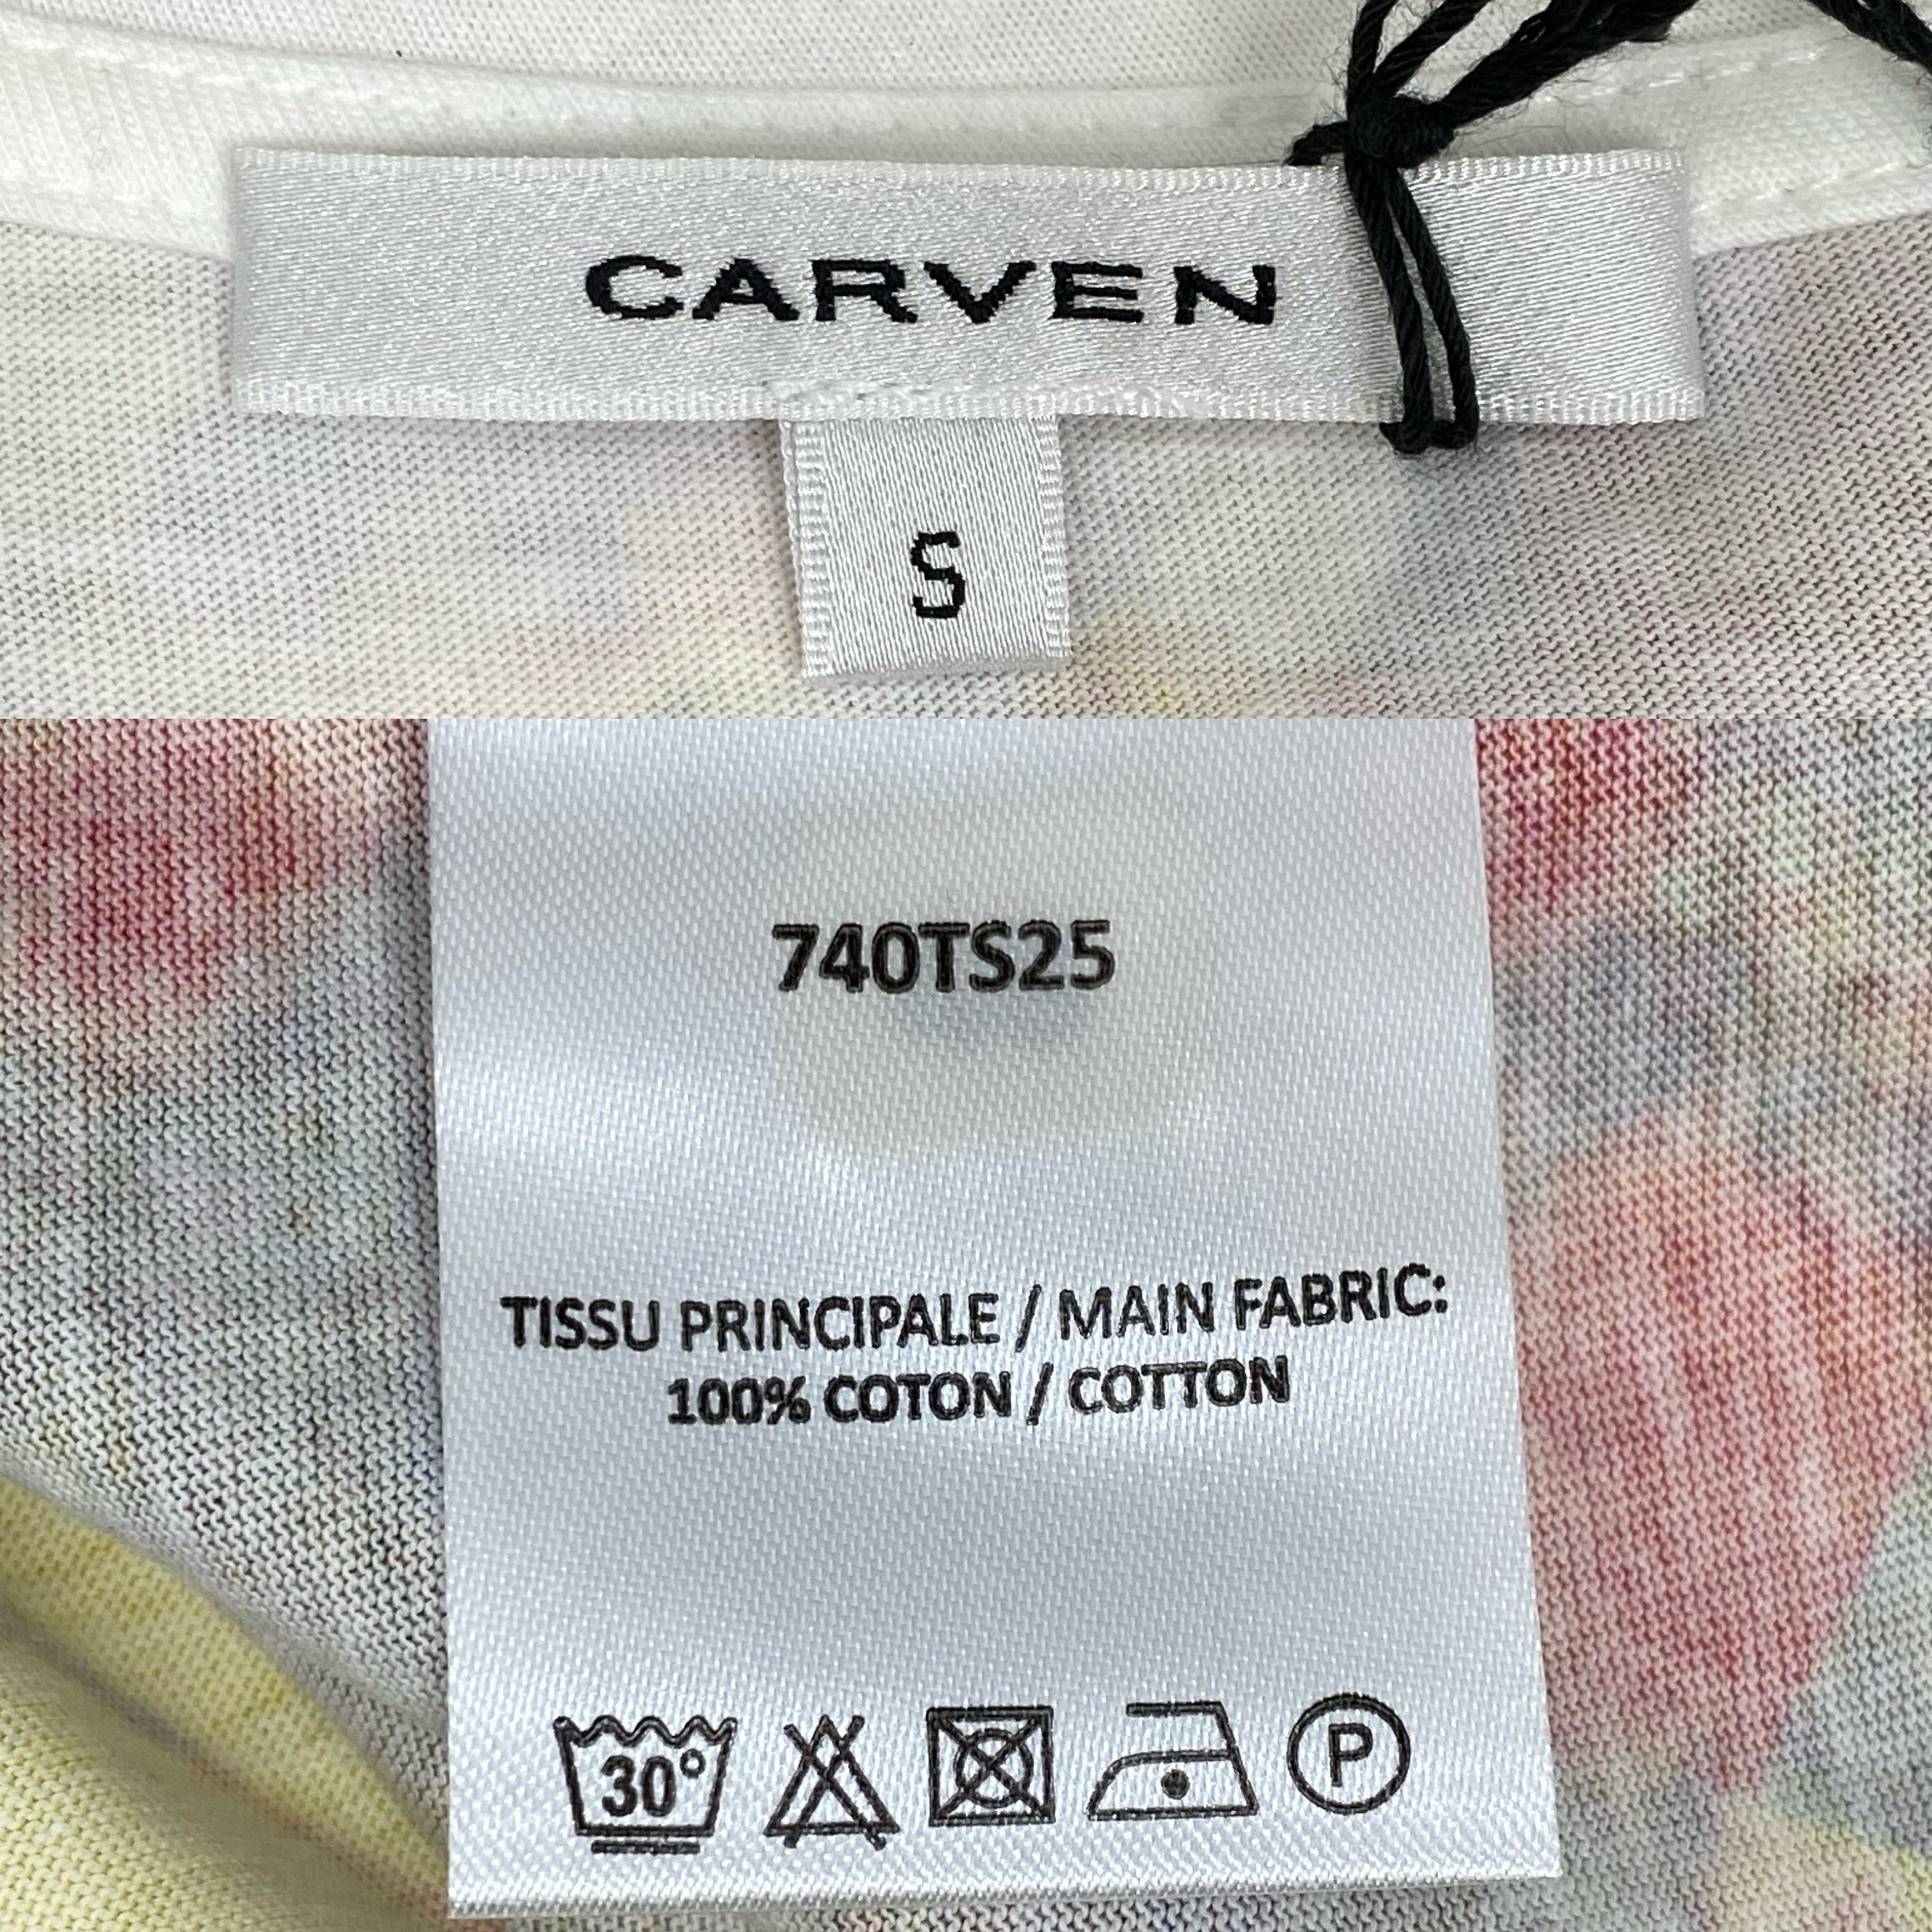 CARVEN
S
740TS25
TISSU PRINCIPALE / MAIN FABRIC:
100% COTON / COTTON
30° P